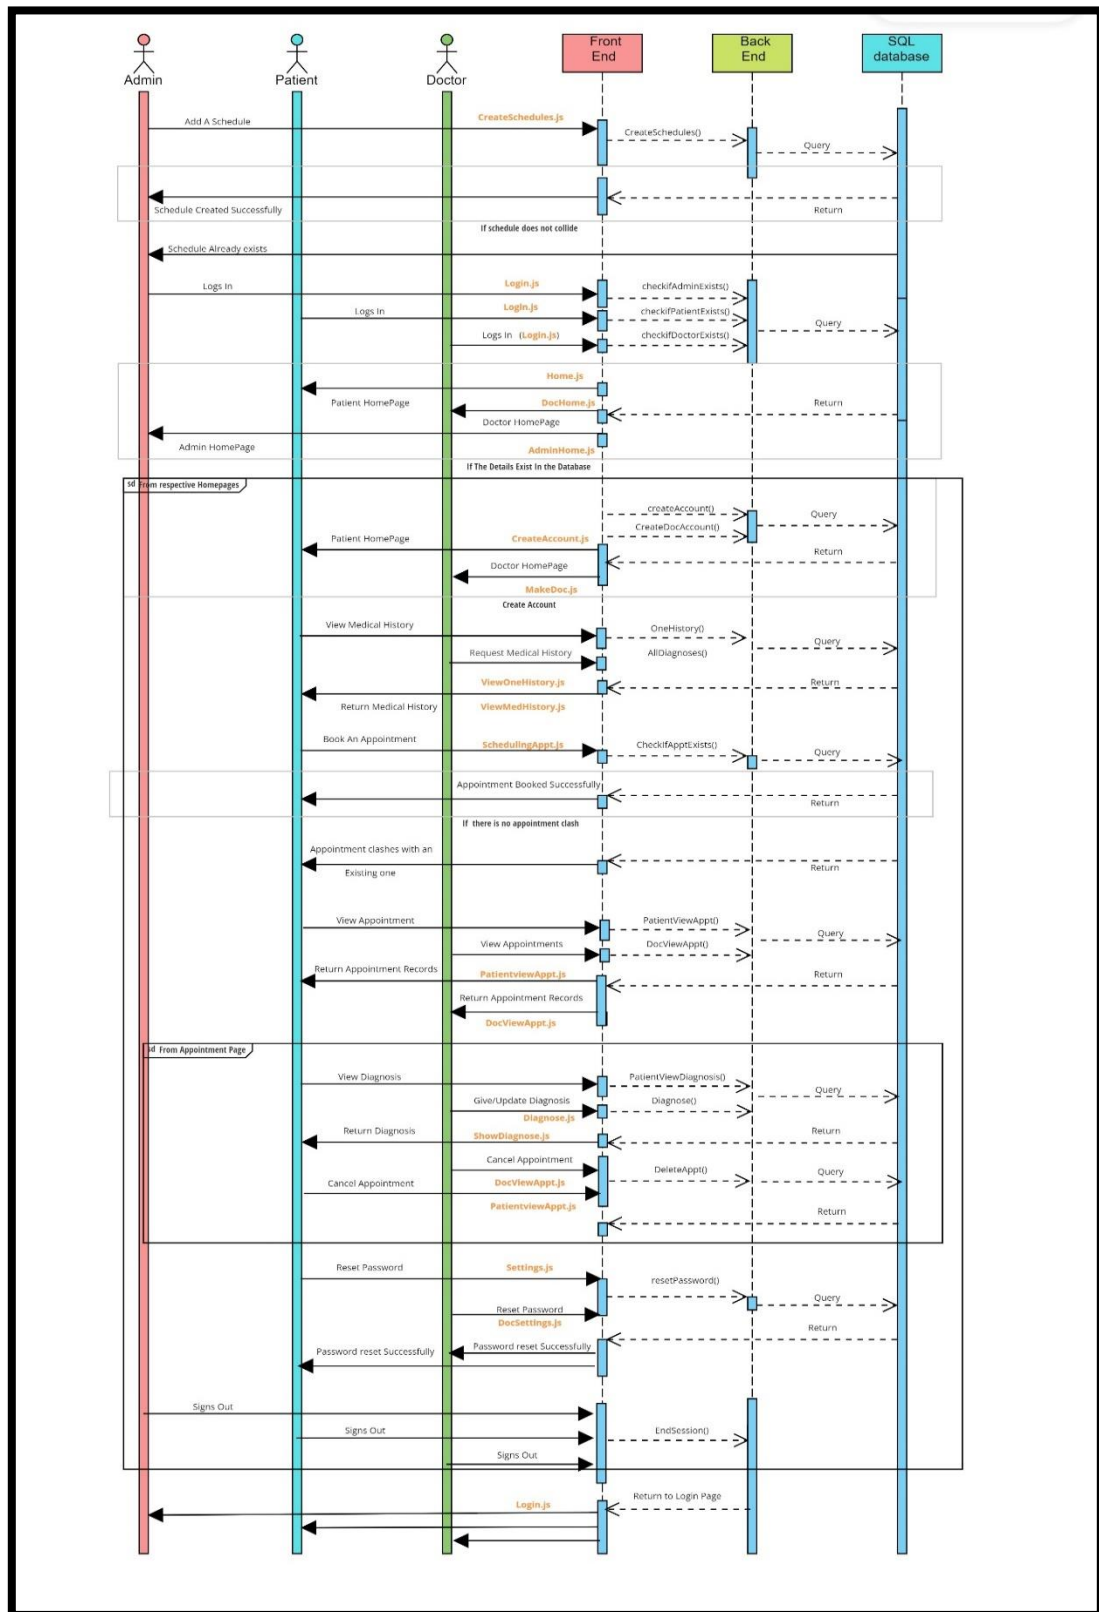 Admin
Patient
Doctor
Front
End
Back
End
SQL
database
Add A Schedule
CreateSchedules.js
CreateSchedules()
Query
Schedule Created Successfully
Return
If schedule does not collide
Schedule Already exists
Logs In
Login.js
checkifAdminExists()
Logs In
Login.js
checkifPatientExists()
Query
Logs In (Login.js)
checkifDoctorExists()
Home.js
Patient HomePage
DocHome.js
Return
Doctor HomePage
Admin HomePage
AdminHome.js
If The Details Exist In the Database
sd From respective Homepages
createAccount()
Query
CreateDocAccount()
Patient HomePage
CreateAccount.js
Return
Doctor HomePage
MakeDoc.js
Create Account
View Medical History
OneHistory()
Query
Request Medical History
AllDiagnoses()
ViewOneHistory.js
Return
Return Medical History
ViewMedHistory.js
Book An Appointment
SchedulingAppt.js
CheckIfApptExists()
Query
Appointment Booked Successfully
Return
If there is no appointment clash
Appointment clashes with an
Existing one
Return
View Appointment
PatientViewAppt()
Query
View Appointments
DocViewAppt()
Return Appointment Records
PatientviewAppt.js
Return
Return Appointment Records
DocViewAppt.js
sd From Appointment Page
View Diagnosis
PatientViewDiagnosis()
Query
Give/Update Diagnosis
Diagnose()
Diagnose.js
Return Diagnosis
ShowDiagnose.js
Return
Cancel Appointment
DeleteAppt()
Query
Cancel Appointment
DocViewAppt.js
PatientviewAppt.js
Return
Reset Password
Settings.js
resetPassword()
Query
Reset Password
DocSettings.js
Return
Password reset Successfully
Password reset Successfully
Signs Out
Signs Out
EndSession()
Signs Out
Return to Login Page
Login.js